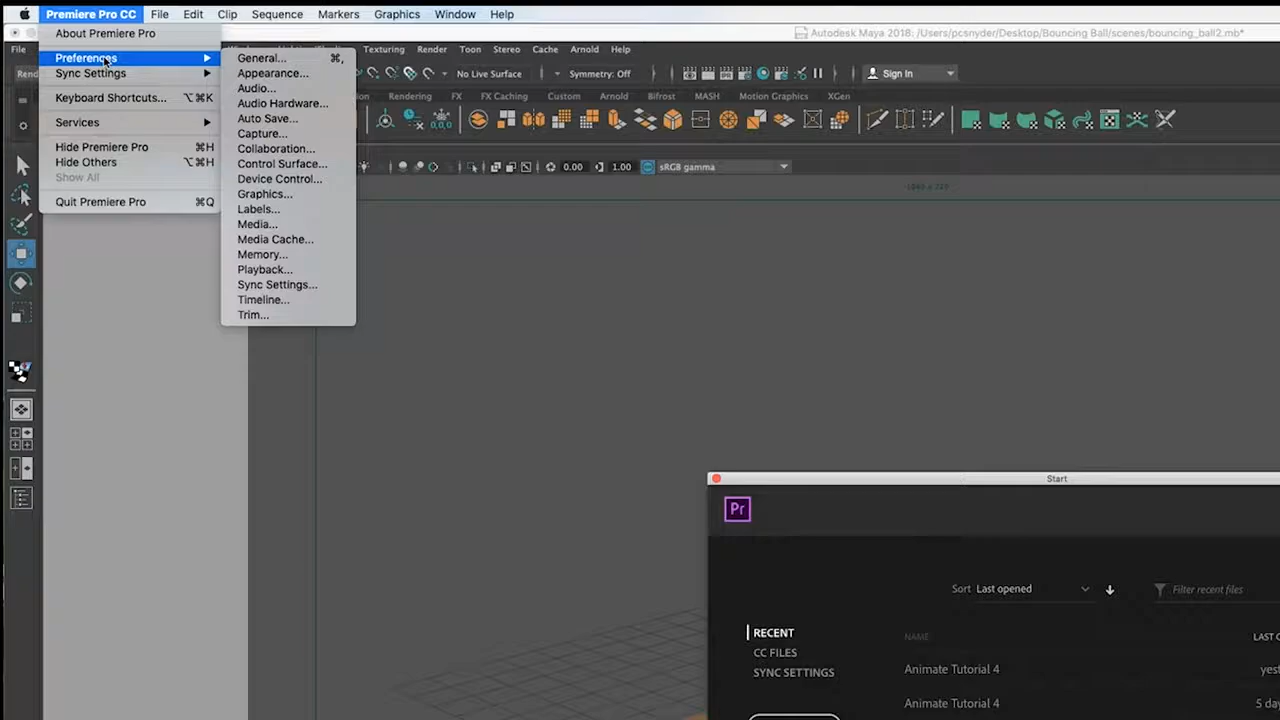 Premiere Pro CC File Edit Clip Sequence Markers Graphics Window Help
About Premiere Pro
Autodesk Maya 2018: /Users/pcsnyder/Desktop/Bouncing Ball/scenes/bouncing_ball2.mb*
File Texturing Render Toon Stereo Cache Arnold Help
Preferences
General... ⌘,
Sync Settings
Appearance...
No Live Surface Symmetry: Off Sign In
Audio...
Keyboard Shortcuts... ⌥⌘K
Rendering FX FX Caching Custom Arnold Bifrost MASH Motion Graphics XGen
Audio Hardware...
Services
Auto Save...
Capture...
Hide Premiere Pro ⌘H
Collaboration...
Hide Others ⌥⌘H
Control Surface...
0.00 1.00 sRGB gamma
Show All
Device Control...
Graphics...
Quit Premiere Pro ⌘Q
Labels...
Media...
Media Cache...
Memory...
Playback...
Sync Settings...
Timeline...
Trim...
Start
Pr
Sort Last opened Filter recent files
RECENT
NAME
CC FILES
SYNC SETTINGS
Animate Tutorial 4
Animate Tutorial 4